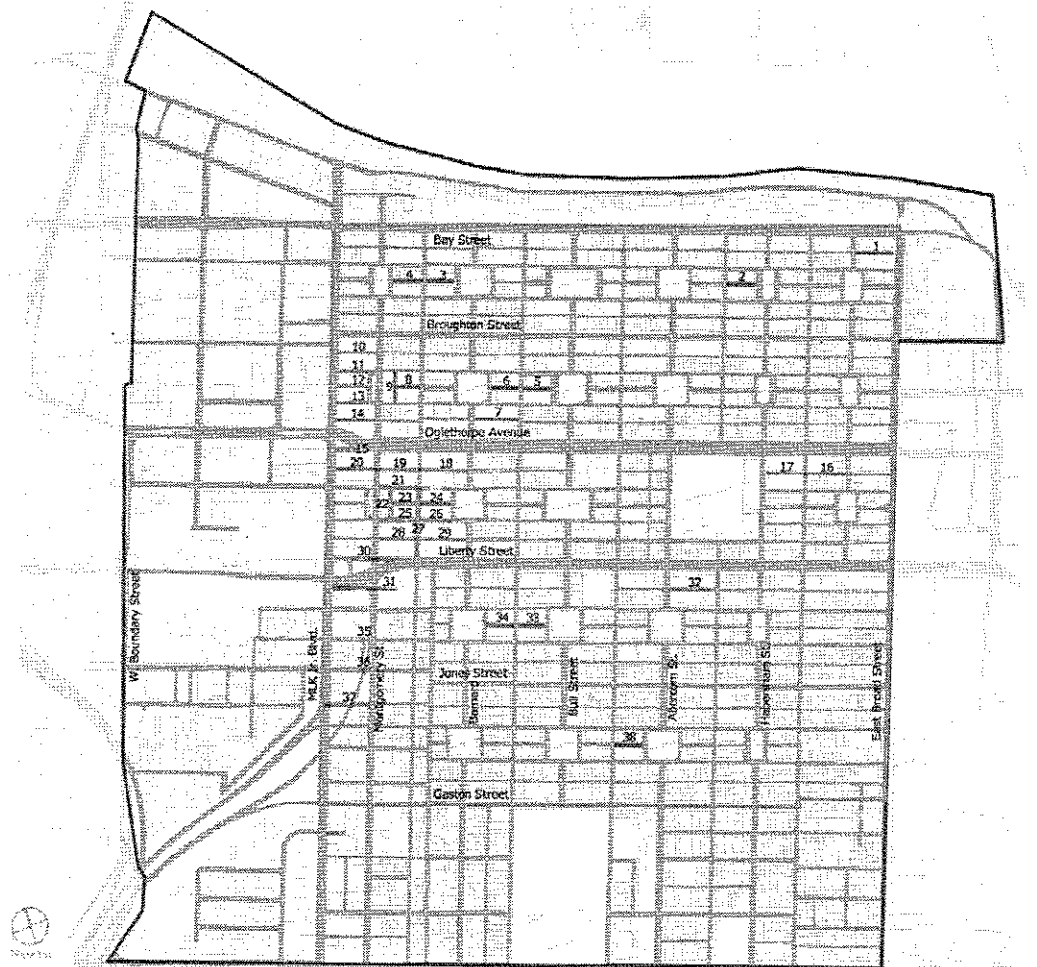 Bay Street
1
4 3 2
Broughton Street
10
11
12 9 8 6 5
13
14 7
Oglethorpe Avenue
15
20 19 18 17 16
21
22 23 24
25 26
27
28 29
30 Liberty Street
31 32
34 33
35
36
37
W. Boundary Street
MLK Jr. Blvd.
Montgomery St.
Jones Street
Barnard
Bull Street
Abercorn St.
Habersham St.
East Broad Street
38
Gaston Street
North